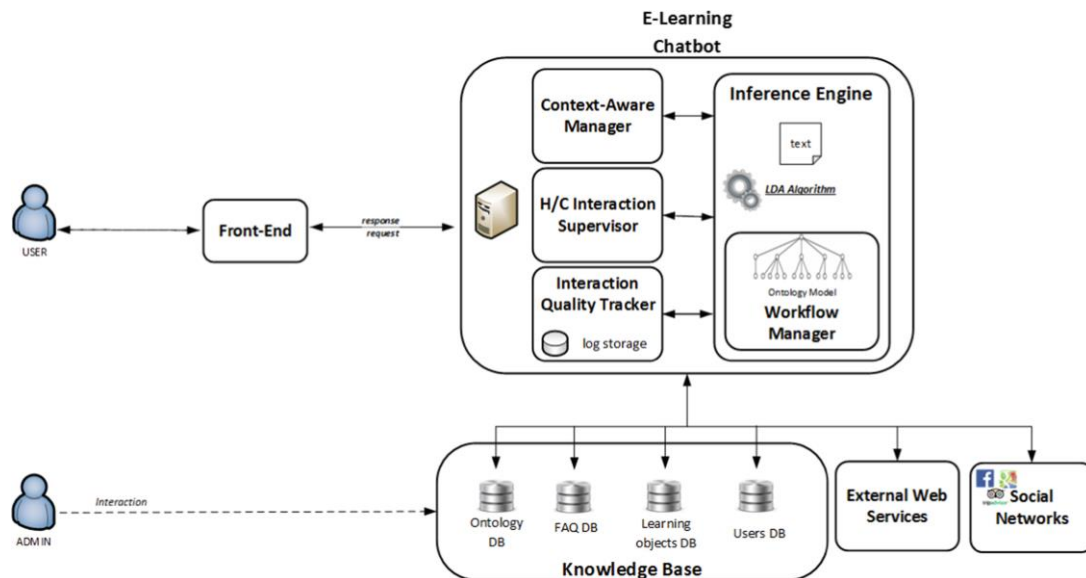 E-Learning
Chatbot
Context-Aware
Manager
Inference Engine
text
LDA Algorithm
H/C Interaction
Supervisor
USER
Front-End
response
request
Interaction
Quality Tracker
log storage
Ontology Model
Workflow
Manager
ADMIN
Interaction
Ontology
DB
FAQ DB
Learning
objects DB
Users DB
Knowledge Base
External Web
Services
Social
Networks